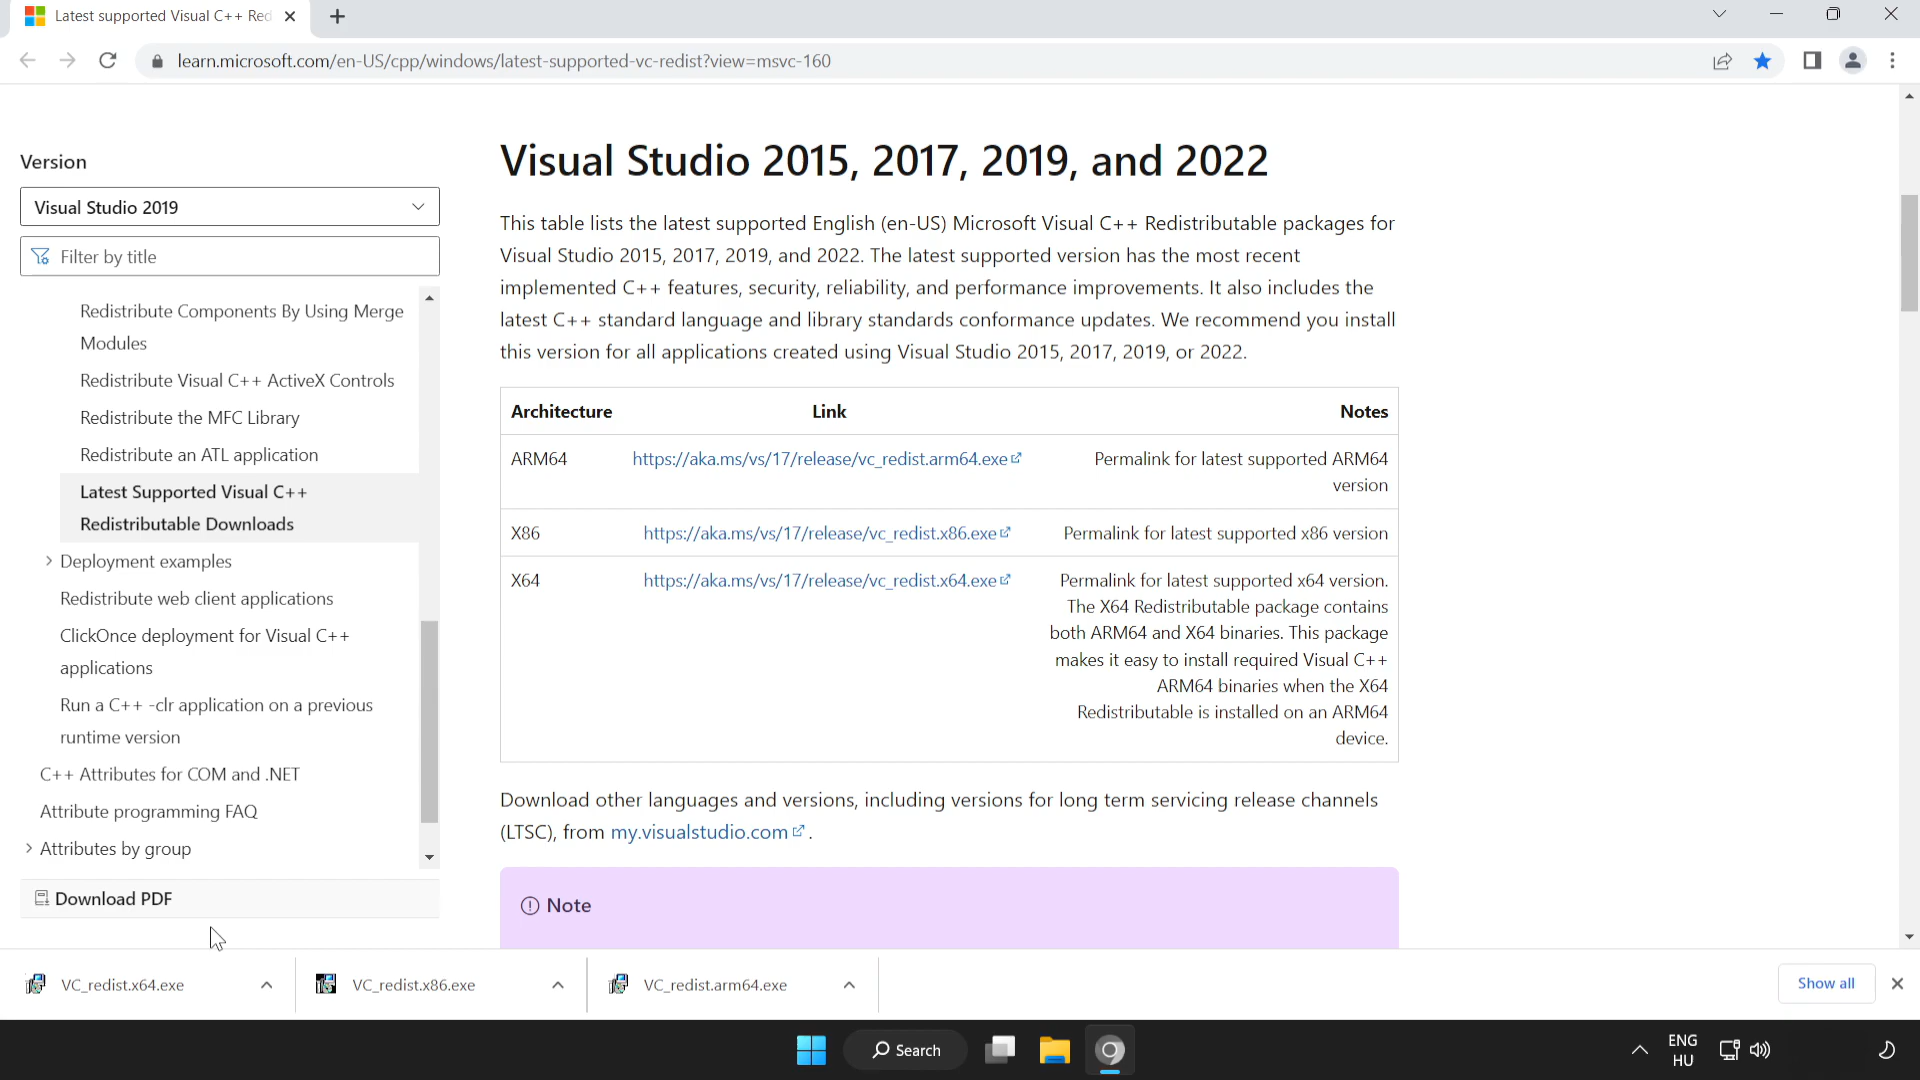 Latest supported Visual C++ Red
learn.microsoft.com/en-US/cpp/windows/latest-supported-vc-redist?view=msvc-160
Version
Visual Studio 2019
Filter by title
Redistribute Components By Using Merge
Modules
Redistribute Visual C++ ActiveX Controls
Redistribute the MFC Library
Redistribute an ATL application
Latest Supported Visual C++
Redistributable Downloads
Deployment examples
Redistribute web client applications
ClickOnce deployment for Visual C++
applications
Run a C++ -clr application on a previous
runtime version
C++ Attributes for COM and .NET
Attribute programming FAQ
Attributes by group
Download PDF
Visual Studio 2015, 2017, 2019, and 2022
This table lists the latest supported English (en-US) Microsoft Visual C++ Redistributable packages for
Visual Studio 2015, 2017, 2019, and 2022. The latest supported version has the most recent
implemented C++ features, security, reliability, and performance improvements. It also includes the
latest C++ standard language and library standards conformance updates. We recommend you install
this version for all applications created using Visual Studio 2015, 2017, 2019, or 2022.
Architecture Link Notes
ARM64 https://aka.ms/vs/17/release/vc_redist.arm64.exe Permalink for latest supported ARM64
version
X86 https://aka.ms/vs/17/release/vc_redist.x86.exe Permalink for latest supported x86 version
X64 https://aka.ms/vs/17/release/vc_redist.x64.exe Permalink for latest supported x64 version.
The X64 Redistributable package contains
both ARM64 and X64 binaries. This package
makes it easy to install required Visual C++
ARM64 binaries when the X64
Redistributable is installed on an ARM64
device.
Download other languages and versions, including versions for long term servicing release channels
(LTSC), from my.visualstudio.com .
Note
VC_redist.x64.exe
VC_redist.x86.exe
VC_redist.arm64.exe
Show all
Search
ENG
HU